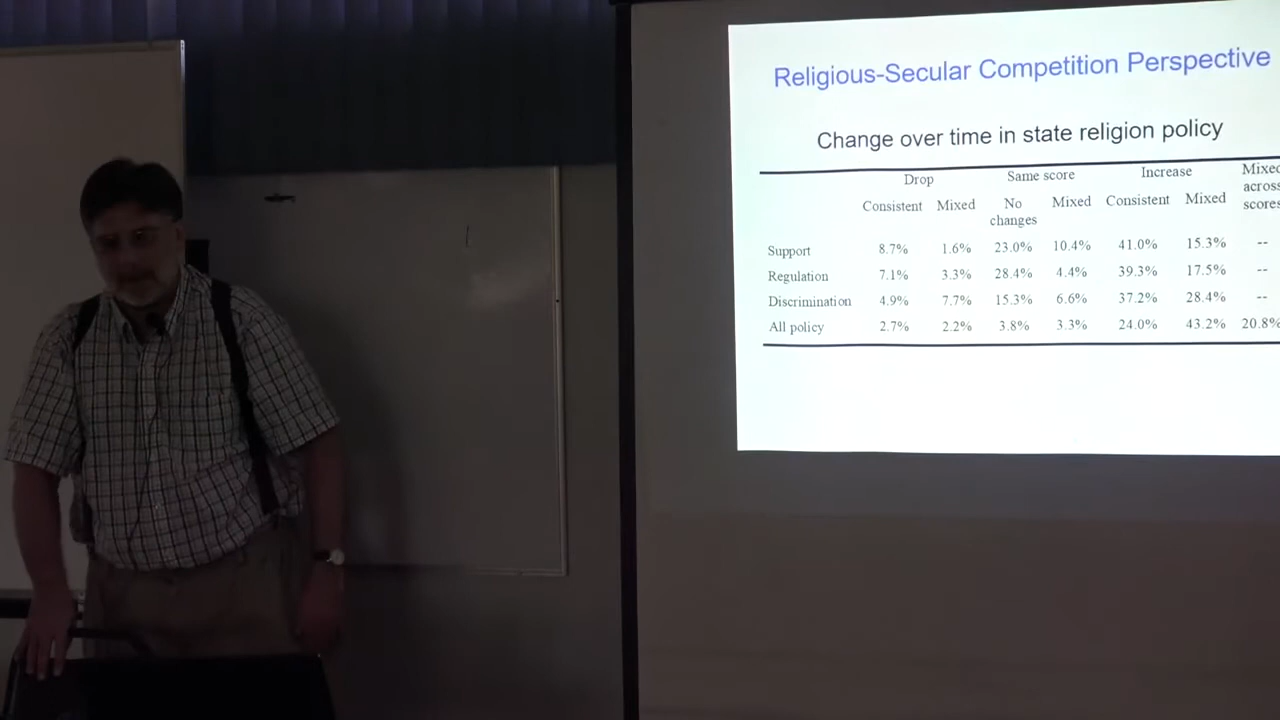 Religious-Secular Competition Perspective
Change over time in state religion policy
Drop Same score Increase Mixed across scores
Consistent Mixed No changes Mixed Consistent Mixed
Support 8.7% 1.6% 23.0% 10.4% 41.0% 15.3% --
Regulation 7.1% 3.3% 28.4% 4.4% 39.3% 17.5% --
Discrimination 4.9% 7.7% 15.3% 6.6% 37.2% 28.4% --
All policy 2.7% 2.2% 3.8% 3.3% 24.0% 43.2% 20.8%